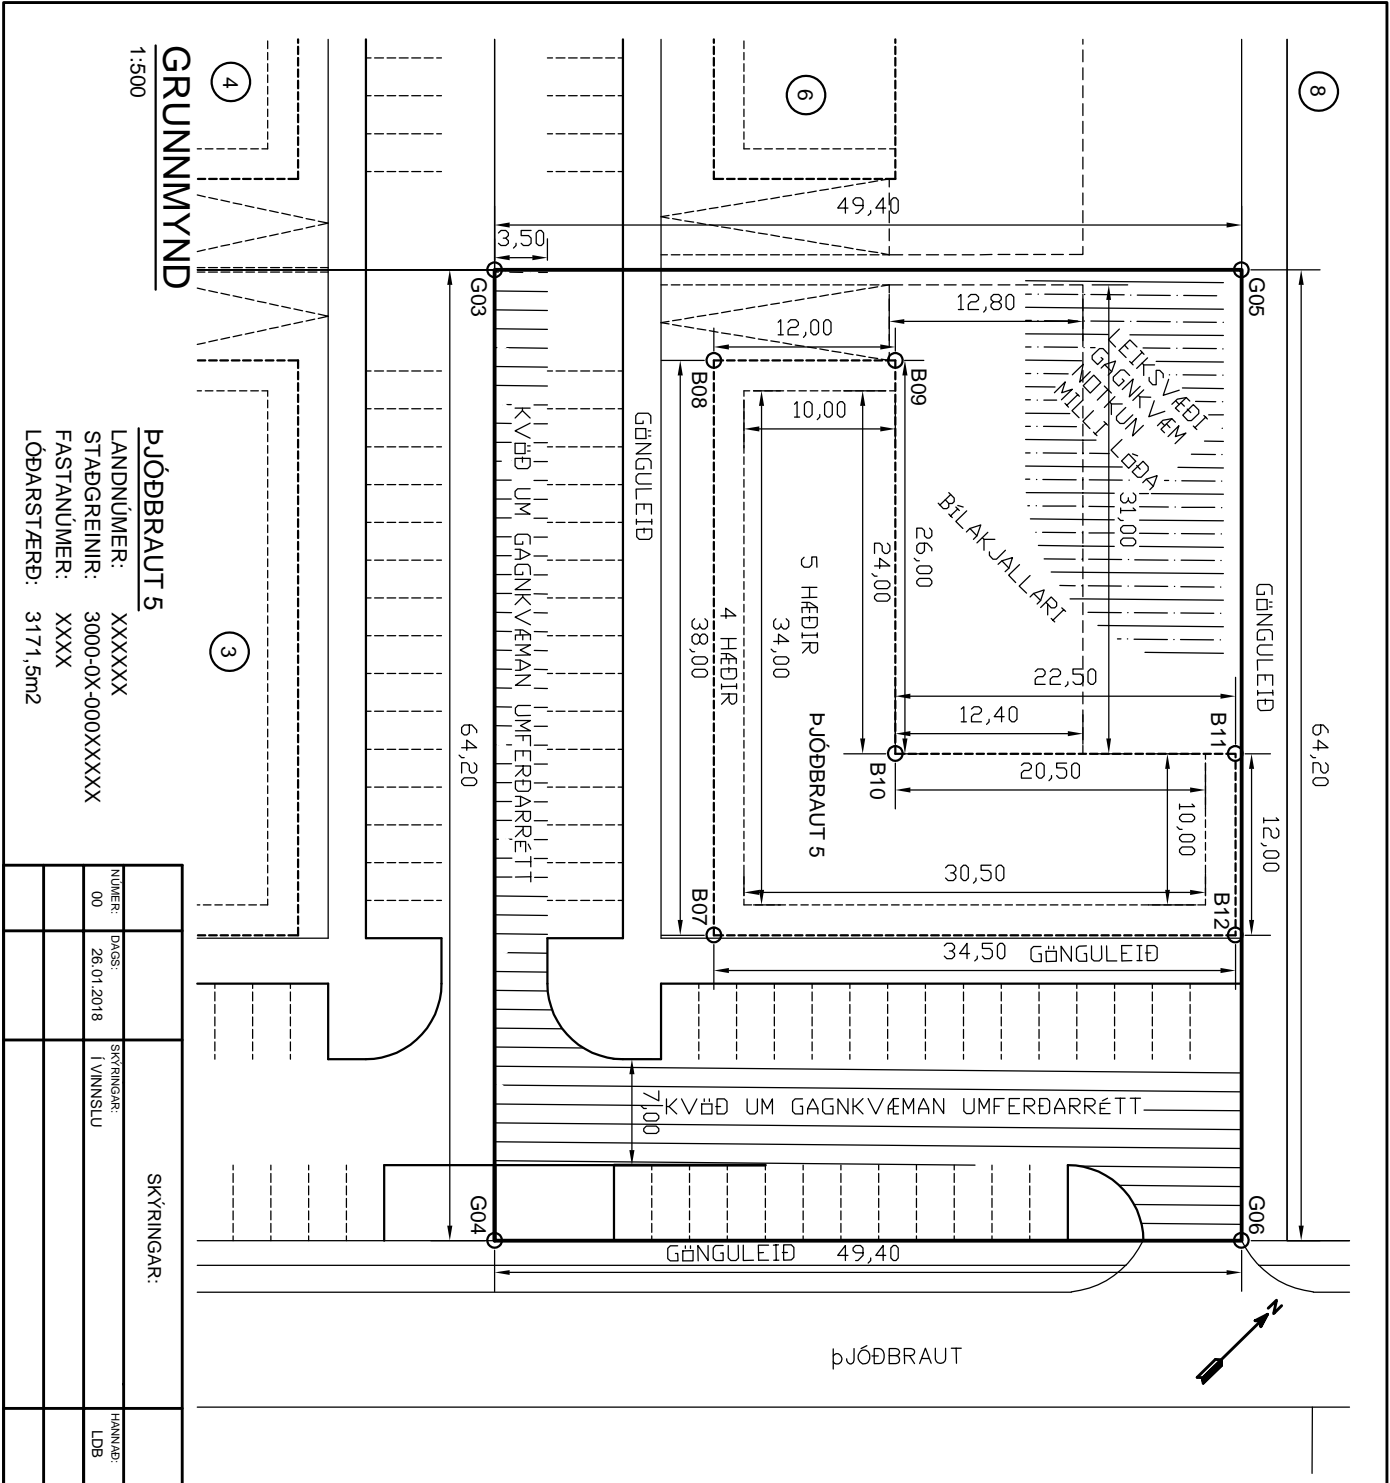 GRUNNMYND
1:500
4
6
8
3
49,40
3,50
G03
G05
64,20
64,20
12,80
12,00
B08
B09
10,00
LEIKSVÆÐI
GAGNKVÆM
NOTKUN
MILLI LÓÐA
31,00
BÍLAKJALLARI
26,00
24,00
5 HÆÐIR
34,00
4 HÆÐIR
38,00
GÖNGULEIÐ
KVÖÐ UM GAGNKVÆMAN UMFERÐARRÉTT
GÖNGULEIÐ
22,50
12,40
B10
B11
20,50
10,00
12,00
ÞJÓÐBRAUT 5
30,50
B07
B12
34,50
GÖNGULEIÐ
7,00
KVÖÐ UM GAGNKVÆMAN UMFERÐARRÉTT
G04
G06
GÖNGULEIÐ
49,40
N
ÞJÓÐBRAUT
ÞJÓÐBRAUT 5
LANDNÚMER: XXXXXX
STAÐGREINIR: 3000-0X-000XXXXX
FASTANÚMER: XXXX
LÓÐARSTÆRÐ: 3171,5m2
SKÝRINGAR:
NÚMER: DAGS: SKÝRINGAR: HANNAÐ:
00 26.01.2018 Í VINNSLU LDB